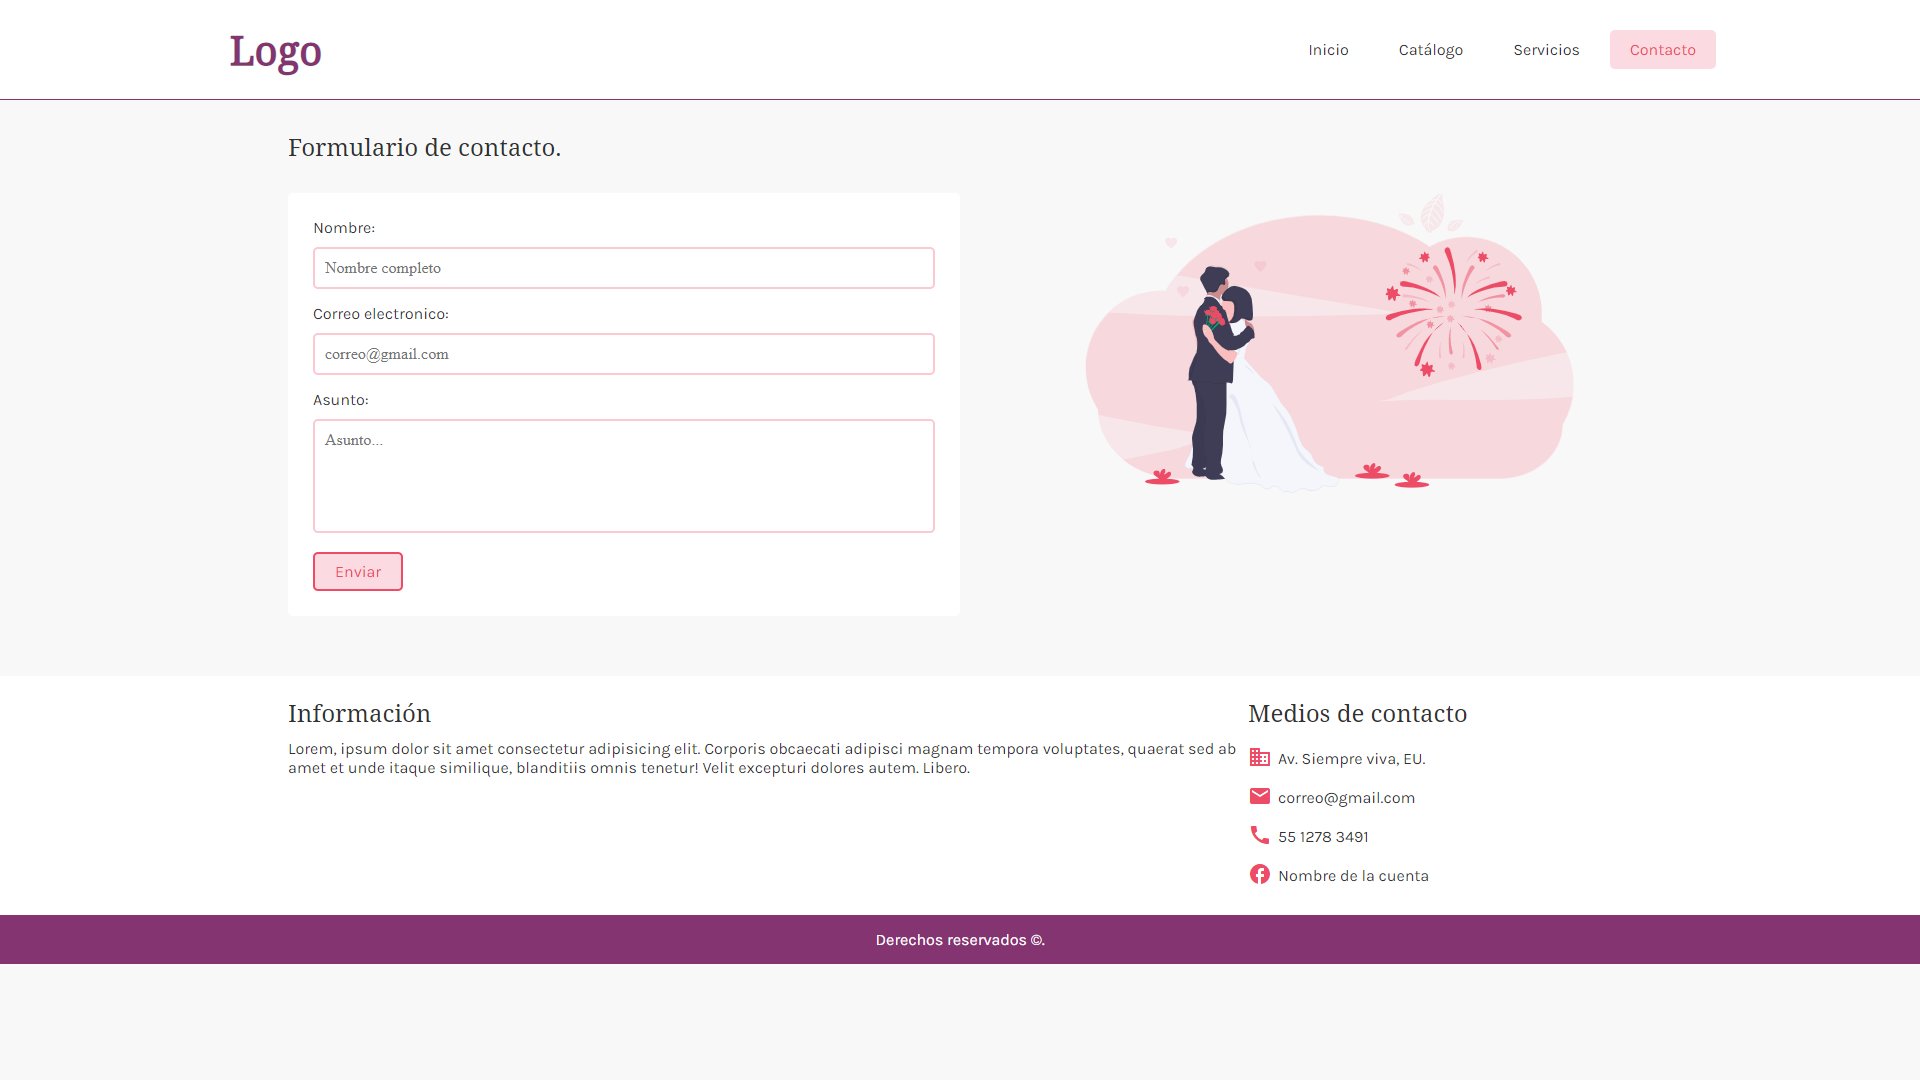 Logo
Inicio Catálogo Servicios Contacto
Formulario de contacto.
Nombre:
Nombre completo
Correo electronico:
correo@gmail.com
Asunto:
Asunto...
Enviar
Información
Lorem, ipsum dolor sit amet consectetur adipisicing elit. Corporis obcaecati adipisci magnam tempora voluptates, quaerat sed ab
amet et unde itaque similique, blanditiis omnis tenetur! Velit excepturi dolores autem. Libero.
Medios de contacto
Av. Siempre viva, EU.
correo@gmail.com
55 1278 3491
Nombre de la cuenta
Derechos reservados ©.